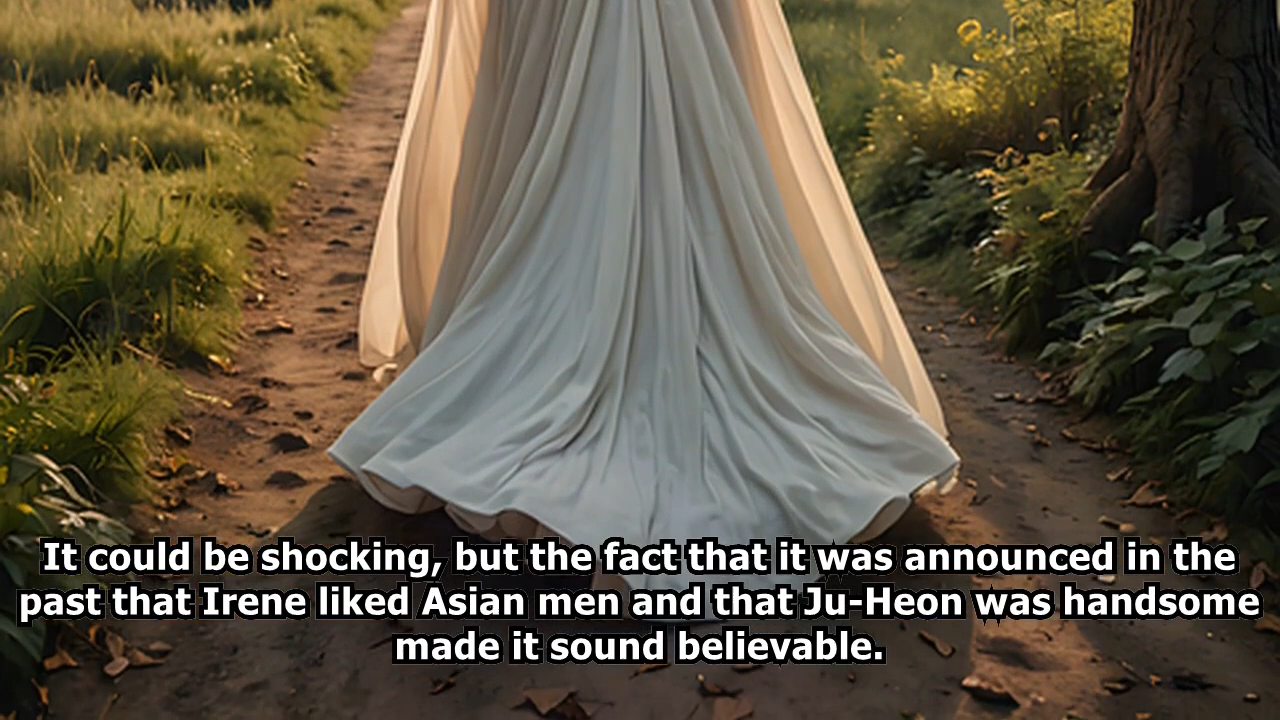 It could be shocking, but the fact that it was announced in the
past that Irene liked Asian men and that Ju-Heon was handsome
made it sound believable.